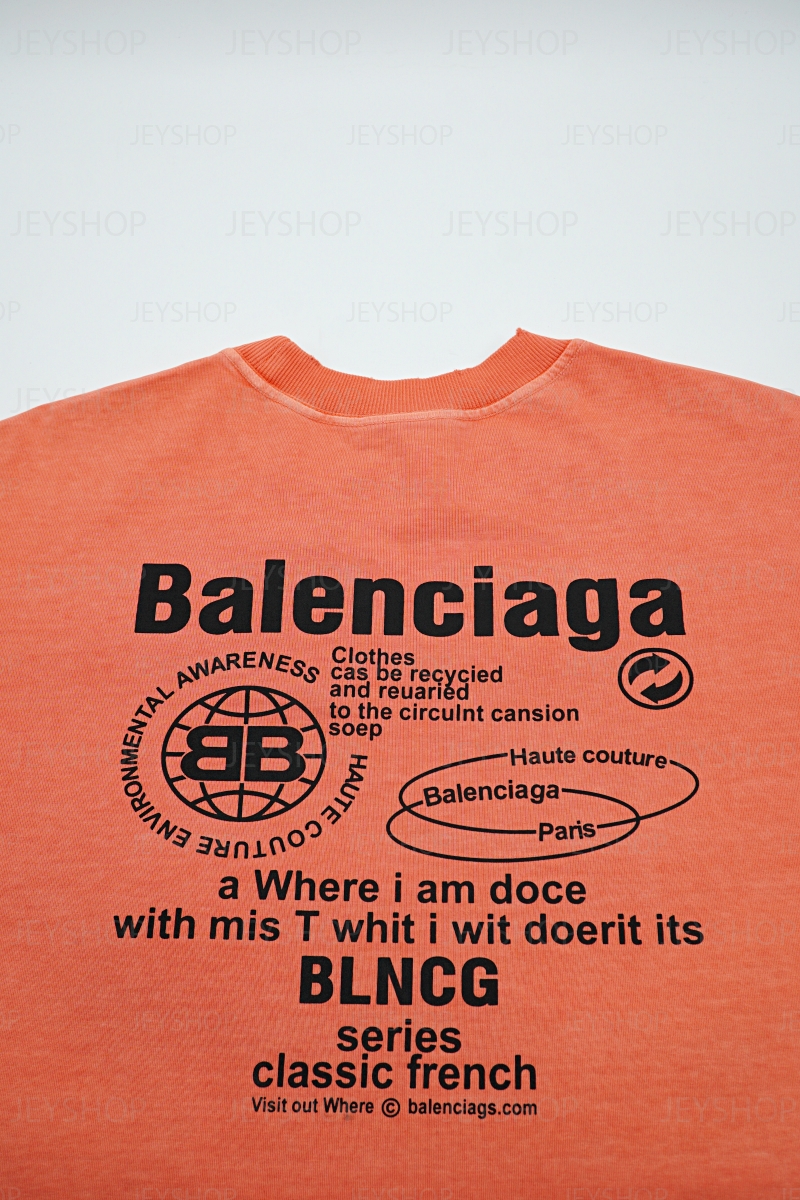 Balenciaga
Clothes
cas be recycied
and reuaried
to the circulnt cansion
soep
ENVIRONMENTAL AWARENESS
HAUTE COUTURE
BB
Haute couture
Balenciaga
Paris
a Where i am doce
with mis T whit i wit doerit its
BLNCG
series
classic french
Visit out Where © balenciags.com
JEYSHOP